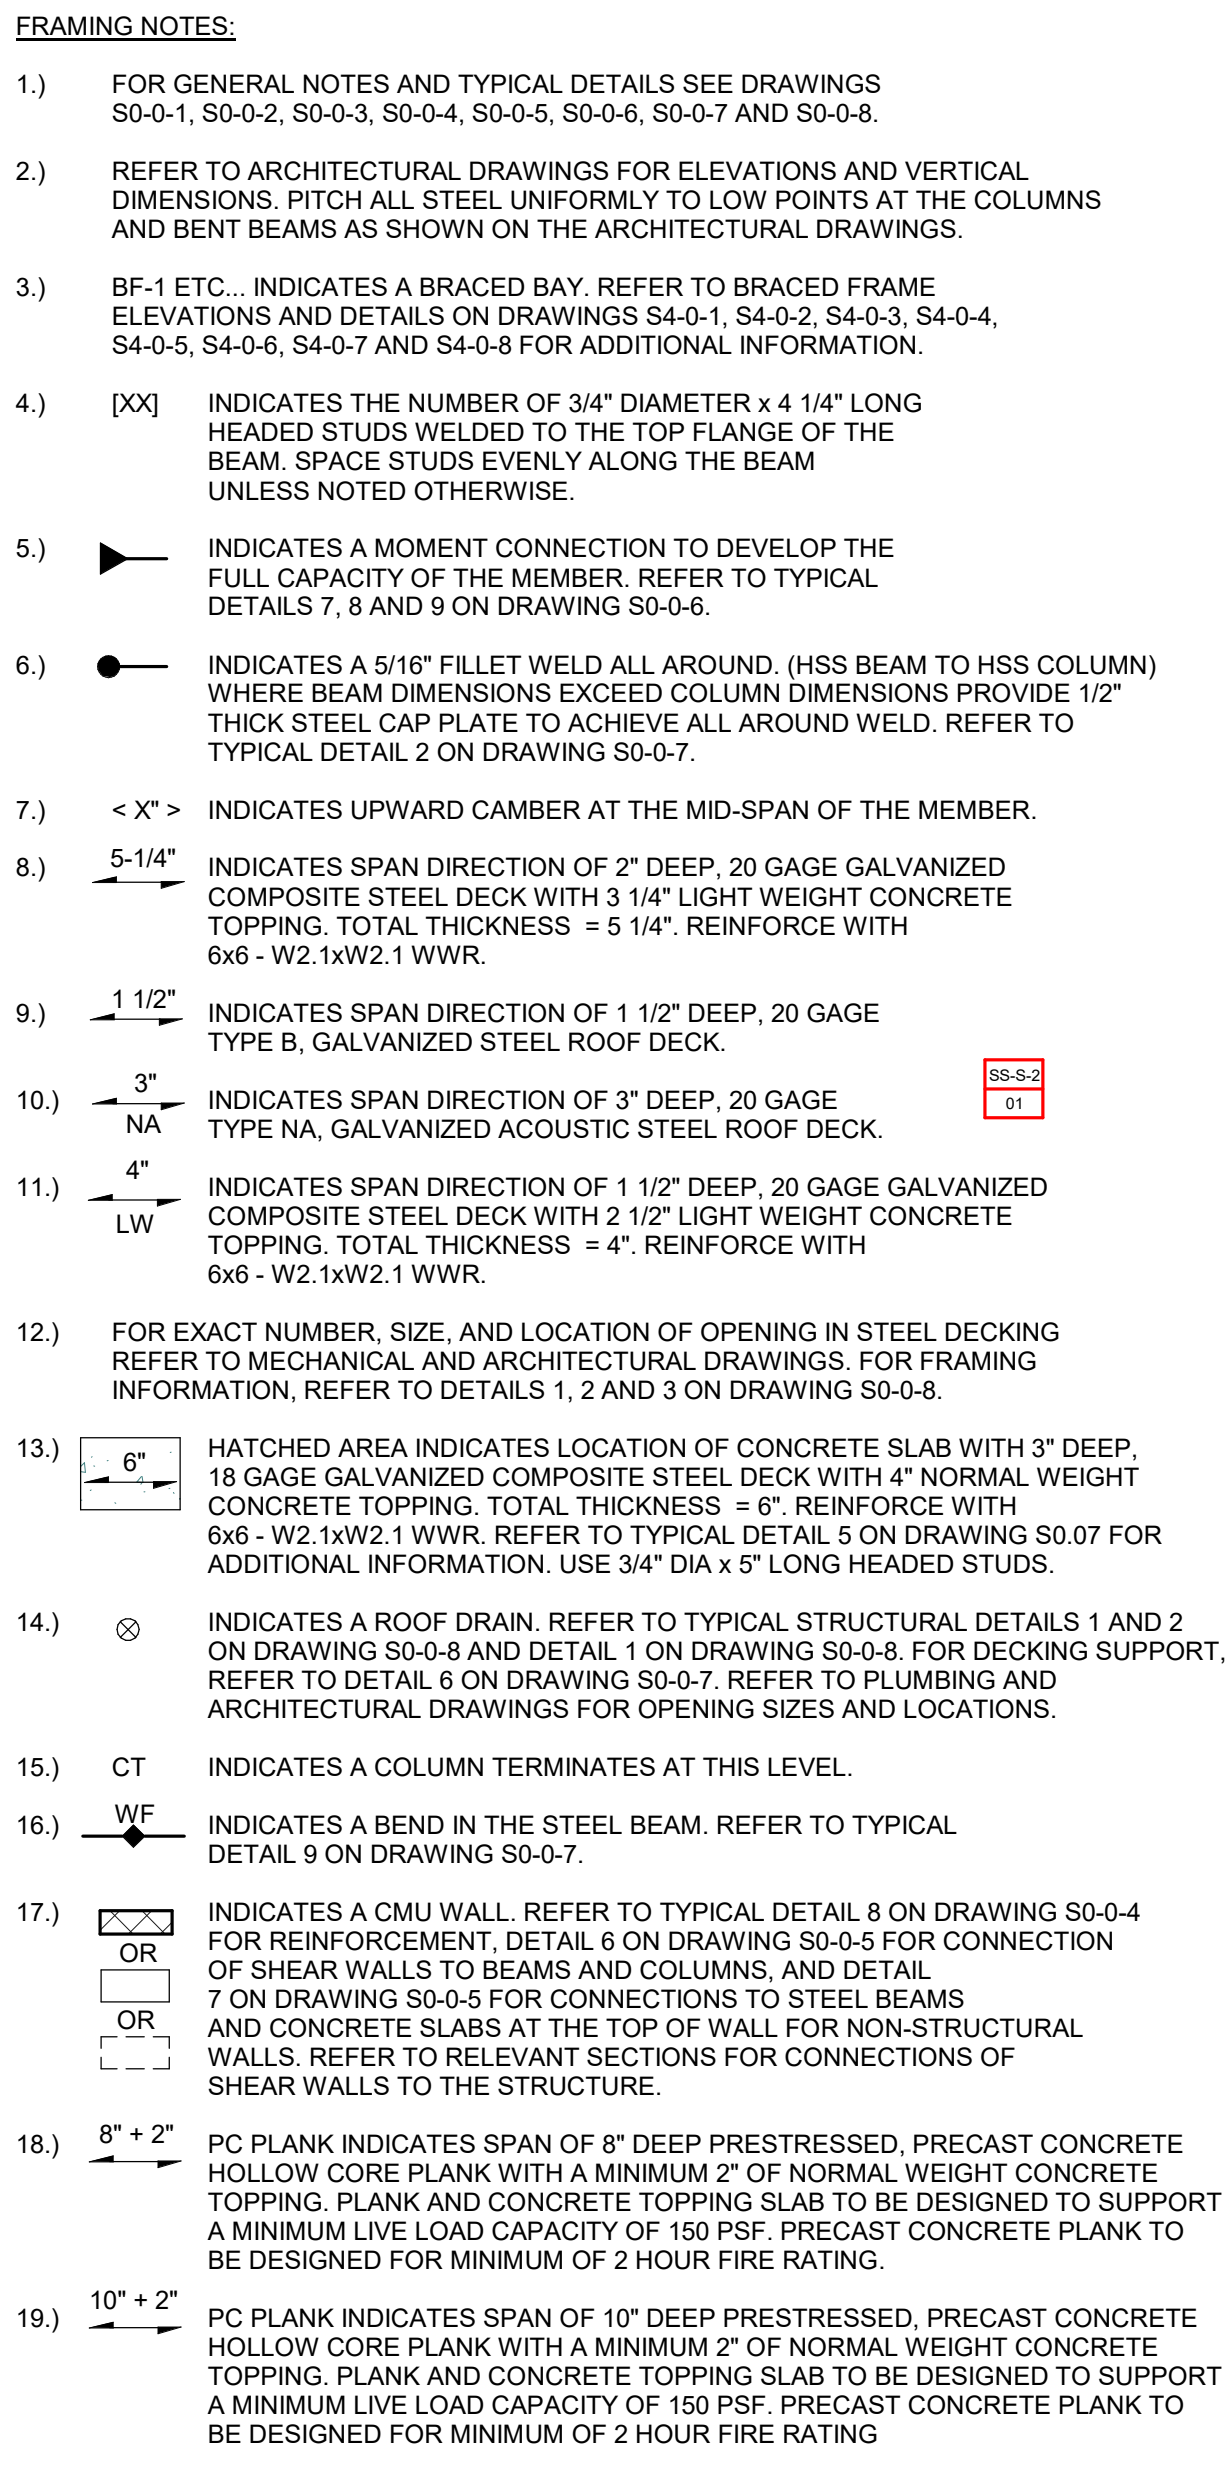 FRAMING NOTES:
1.) FOR GENERAL NOTES AND TYPICAL DETAILS SEE DRAWINGS
S0-0-1, S0-0-2, S0-0-3, S0-0-4, S0-0-5, S0-0-6, S0-0-7 AND S0-0-8.
2.) REFER TO ARCHITECTURAL DRAWINGS FOR ELEVATIONS AND VERTICAL
DIMENSIONS. PITCH ALL STEEL UNIFORMLY TO LOW POINTS AT THE COLUMNS
AND BENT BEAMS AS SHOWN ON THE ARCHITECTURAL DRAWINGS.
3.) BF-1 ETC... INDICATES A BRACED BAY. REFER TO BRACED FRAME
ELEVATIONS AND DETAILS ON DRAWINGS S4-0-1, S4-0-2, S4-0-3, S4-0-4,
S4-0-5, S4-0-6, S4-0-7 AND S4-0-8 FOR ADDITIONAL INFORMATION.
4.) [XX] INDICATES THE NUMBER OF 3/4" DIAMETER x 4 1/4" LONG
HEADED STUDS WELDED TO THE TOP FLANGE OF THE
BEAM. SPACE STUDS EVENLY ALONG THE BEAM
UNLESS NOTED OTHERWISE.
5.) INDICATES A MOMENT CONNECTION TO DEVELOP THE
FULL CAPACITY OF THE MEMBER. REFER TO TYPICAL
DETAILS 7, 8 AND 9 ON DRAWING S0-0-6.
6.) INDICATES A 5/16" FILLET WELD ALL AROUND. (HSS BEAM TO HSS COLUMN)
WHERE BEAM DIMENSIONS EXCEED COLUMN DIMENSIONS PROVIDE 1/2"
THICK STEEL CAP PLATE TO ACHIEVE ALL AROUND WELD. REFER TO
TYPICAL DETAIL 2 ON DRAWING S0-0-7.
7.) < X" > INDICATES UPWARD CAMBER AT THE MID-SPAN OF THE MEMBER.
8.) 5-1/4" INDICATES SPAN DIRECTION OF 2" DEEP, 20 GAGE GALVANIZED
COMPOSITE STEEL DECK WITH 3 1/4" LIGHT WEIGHT CONCRETE
TOPPING. TOTAL THICKNESS = 5 1/4". REINFORCE WITH
6x6 - W2.1xW2.1 WWR.
9.) 1 1/2" INDICATES SPAN DIRECTION OF 1 1/2" DEEP, 20 GAGE
TYPE B, GALVANIZED STEEL ROOF DECK.
SS-S-2
01
10.) 3" INDICATES SPAN DIRECTION OF 3" DEEP, 20 GAGE
NA TYPE NA, GALVANIZED ACOUSTIC STEEL ROOF DECK.
11.) 4" INDICATES SPAN DIRECTION OF 1 1/2" DEEP, 20 GAGE GALVANIZED
LW COMPOSITE STEEL DECK WITH 2 1/2" LIGHT WEIGHT CONCRETE
TOPPING. TOTAL THICKNESS = 4". REINFORCE WITH
6x6 - W2.1xW2.1 WWR.
12.) FOR EXACT NUMBER, SIZE, AND LOCATION OF OPENING IN STEEL DECKING
REFER TO MECHANICAL AND ARCHITECTURAL DRAWINGS. FOR FRAMING
INFORMATION, REFER TO DETAILS 1, 2 AND 3 ON DRAWING S0-0-8.
13.) 6" HATCHED AREA INDICATES LOCATION OF CONCRETE SLAB WITH 3" DEEP,
18 GAGE GALVANIZED COMPOSITE STEEL DECK WITH 4" NORMAL WEIGHT
CONCRETE TOPPING. TOTAL THICKNESS = 6". REINFORCE WITH
6x6 - W2.1xW2.1 WWR. REFER TO TYPICAL DETAIL 5 ON DRAWING S0.07 FOR
ADDITIONAL INFORMATION. USE 3/4" DIA x 5" LONG HEADED STUDS.
14.) INDICATES A ROOF DRAIN. REFER TO TYPICAL STRUCTURAL DETAILS 1 AND 2
ON DRAWING S0-0-8 AND DETAIL 1 ON DRAWING S0-0-8. FOR DECKING SUPPORT,
REFER TO DETAIL 6 ON DRAWING S0-0-7. REFER TO PLUMBING AND
ARCHITECTURAL DRAWINGS FOR OPENING SIZES AND LOCATIONS.
15.) CT INDICATES A COLUMN TERMINATES AT THIS LEVEL.
16.) WF INDICATES A BEND IN THE STEEL BEAM. REFER TO TYPICAL
DETAIL 9 ON DRAWING S0-0-7.
17.) INDICATES A CMU WALL. REFER TO TYPICAL DETAIL 8 ON DRAWING S0-0-4
OR FOR REINFORCEMENT, DETAIL 6 ON DRAWING S0-0-5 FOR CONNECTION
OF SHEAR WALLS TO BEAMS AND COLUMNS, AND DETAIL
7 ON DRAWING S0-0-5 FOR CONNECTIONS TO STEEL BEAMS
OR AND CONCRETE SLABS AT THE TOP OF WALL FOR NON-STRUCTURAL
WALLS. REFER TO RELEVANT SECTIONS FOR CONNECTIONS OF
SHEAR WALLS TO THE STRUCTURE.
18.) 8" + 2" PC PLANK INDICATES SPAN OF 8" DEEP PRESTRESSED, PRECAST CONCRETE
HOLLOW CORE PLANK WITH A MINIMUM 2" OF NORMAL WEIGHT CONCRETE
TOPPING. PLANK AND CONCRETE TOPPING SLAB TO BE DESIGNED TO SUPPORT
A MINIMUM LIVE LOAD CAPACITY OF 150 PSF. PRECAST CONCRETE PLANK TO
BE DESIGNED FOR MINIMUM OF 2 HOUR FIRE RATING.
19.) 10" + 2" PC PLANK INDICATES SPAN OF 10" DEEP PRESTRESSED, PRECAST CONCRETE
HOLLOW CORE PLANK WITH A MINIMUM 2" OF NORMAL WEIGHT CONCRETE
TOPPING. PLANK AND CONCRETE TOPPING SLAB TO BE DESIGNED TO SUPPORT
A MINIMUM LIVE LOAD CAPACITY OF 150 PSF. PRECAST CONCRETE PLANK TO
BE DESIGNED FOR MINIMUM OF 2 HOUR FIRE RATING